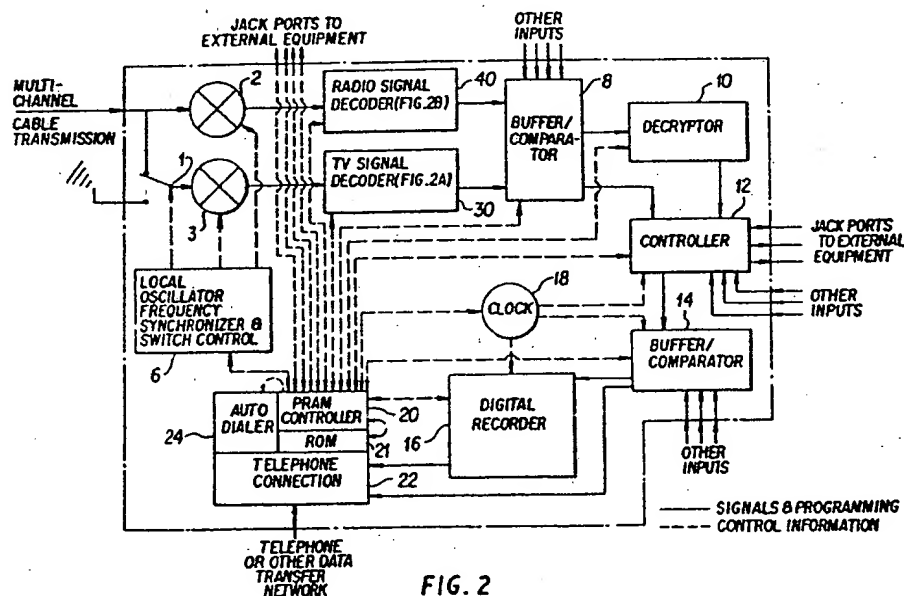 JACK PORTS TO
EXTERNAL EQUIPMENT
OTHER
INPUTS
MULTI-
CHANNEL
CABLE
TRANSMISSION
2
RADIO SIGNAL
DECODER(FIG.2B)
40
8
BUFFER/
COMPARA-
TOR
10
DECRYPTOR
1
3
TV SIGNAL
DECODER(FIG.2A)
30
12
CONTROLLER
JACK PORTS
TO EXTERNAL
EQUIPMENT
LOCAL
OSCILLATOR
FREQUENCY
SYNCHRONIZER &
SWITCH CONTROL
6
18
CLOCK
OTHER
INPUTS
14
BUFFER/
COMPARATOR
AUTO
DIALER
24
PRAM
CONTROLLER
20
ROM
21
TELEPHONE
CONNECTION
22
16
DIGITAL
RECORDER
OTHER
INPUTS
SIGNALS & PROGRAMMING
CONTROL INFORMATION
TELEPHONE
OR OTHER DATA
TRANSFER
NETWORK
FIG. 2